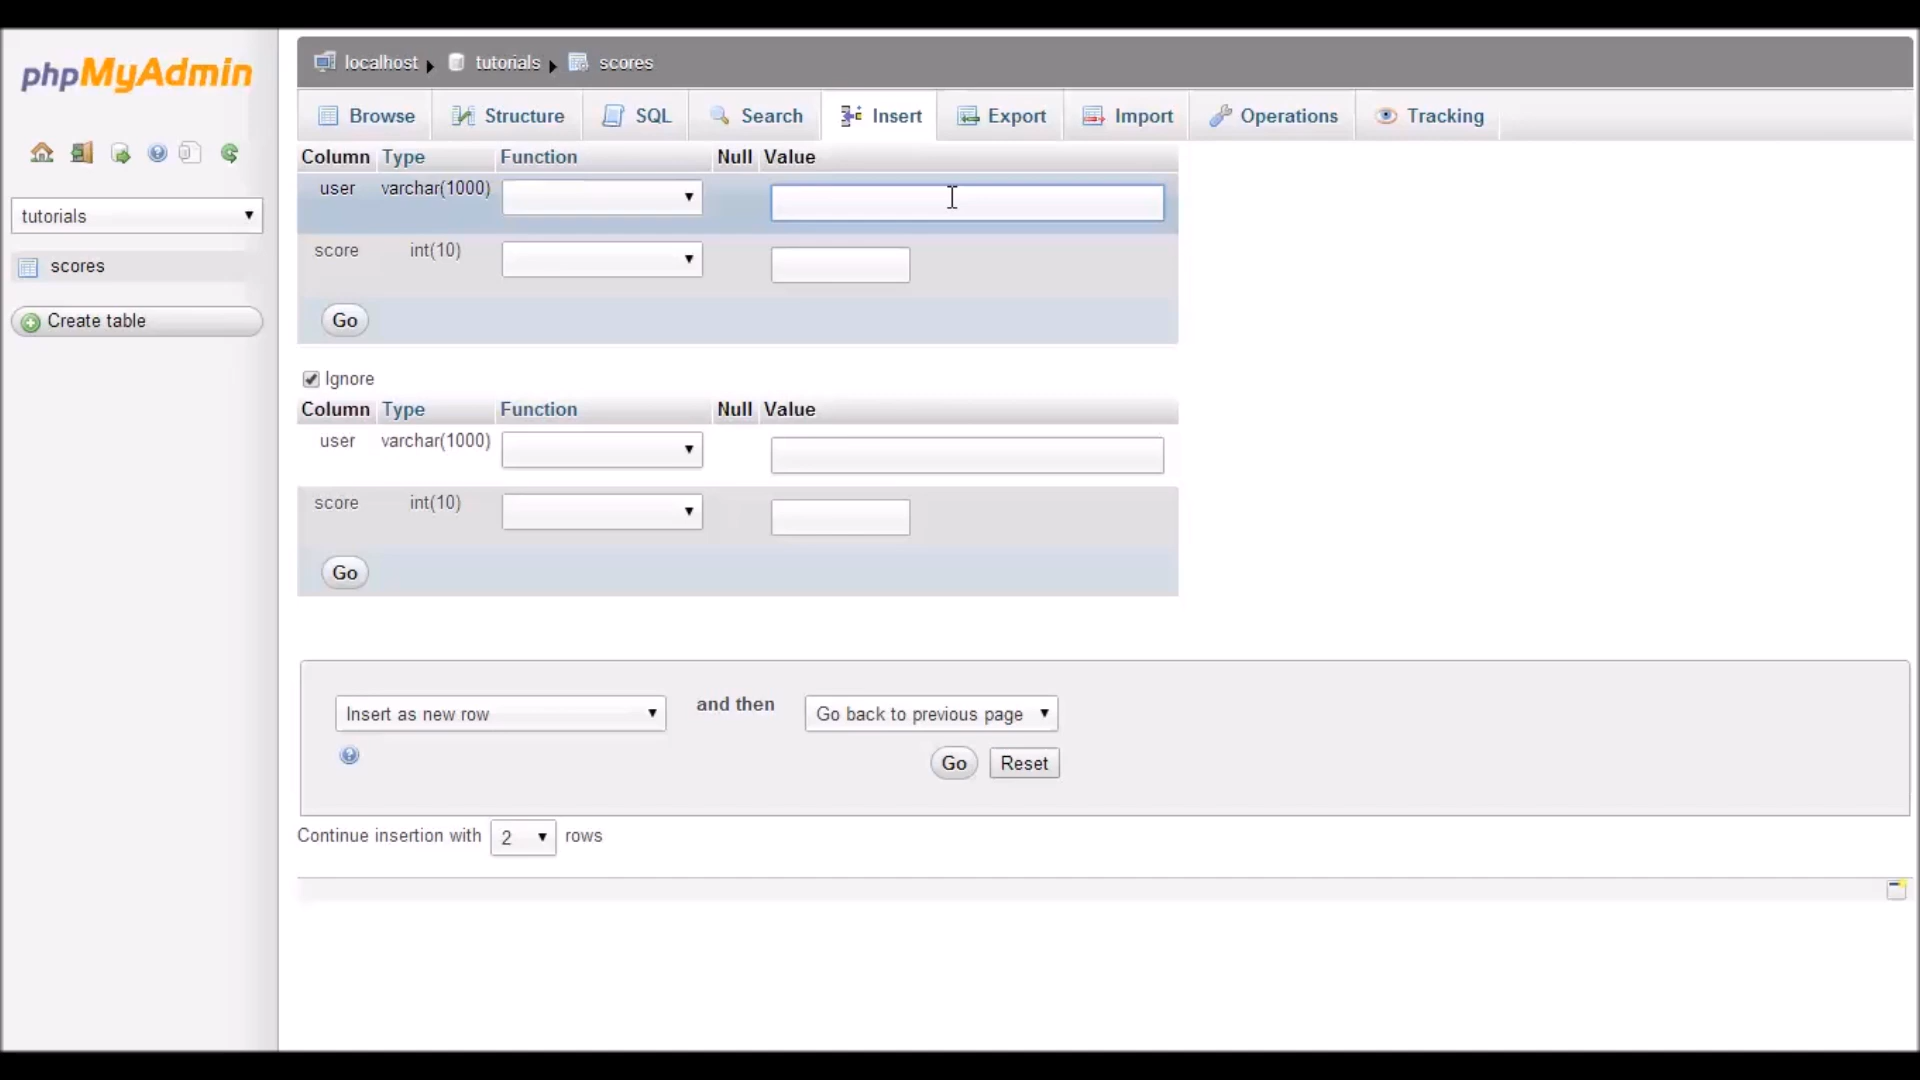 phpMyAdmin
tutorials
scores
Create table
localhost tutorials scores
Browse Structure SQL Search Insert Export Import Operations Tracking
Column Type Function Null Value
user varchar(1000)
score int(10)
Go
Ignore
Column Type Function Null Value
user varchar(1000)
score int(10)
Go
Insert as new row and then Go back to previous page
Go Reset
Continue insertion with 2 rows